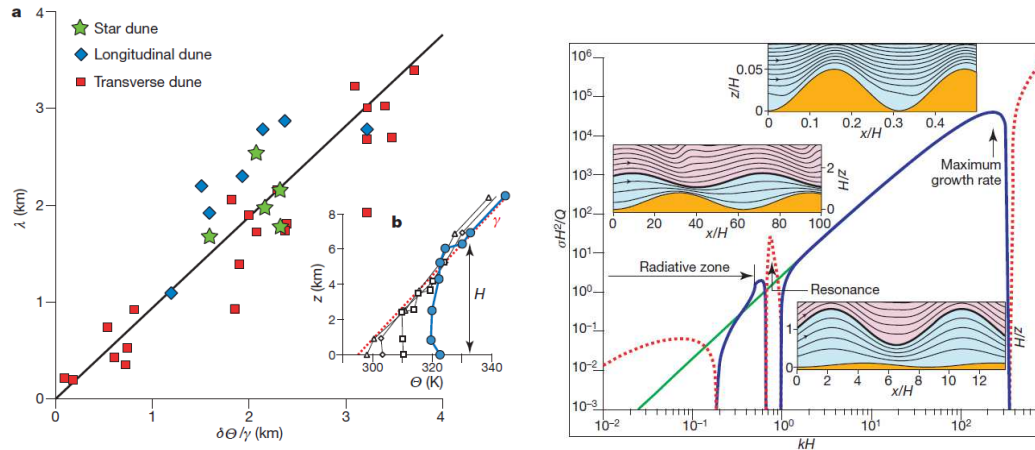 a
Star dune
Longitudinal dune
Transverse dune
4
3
2
1
0
λ (km)
0 1 2 3 4
δΘ/γ (km)
b
γ
H
8
6
4
2
0
z (km)
300 320 340
Θ (K)
10⁶
10⁵
10⁴
10³
10²
10¹
10⁰
10⁻¹
10⁻²
10⁻³
σH²/Q
10⁻² 10⁻¹ 10⁰ 10¹ 10²
kH
0.05
0
z/H
0 0.1 0.2 0.3 0.4
x/H
Maximum
growth rate
2
0
z/H
0 20 40 60 80 100
x/H
Radiative zone
Resonance
1
0
z/H
0 2 4 6 8 10 12
x/H